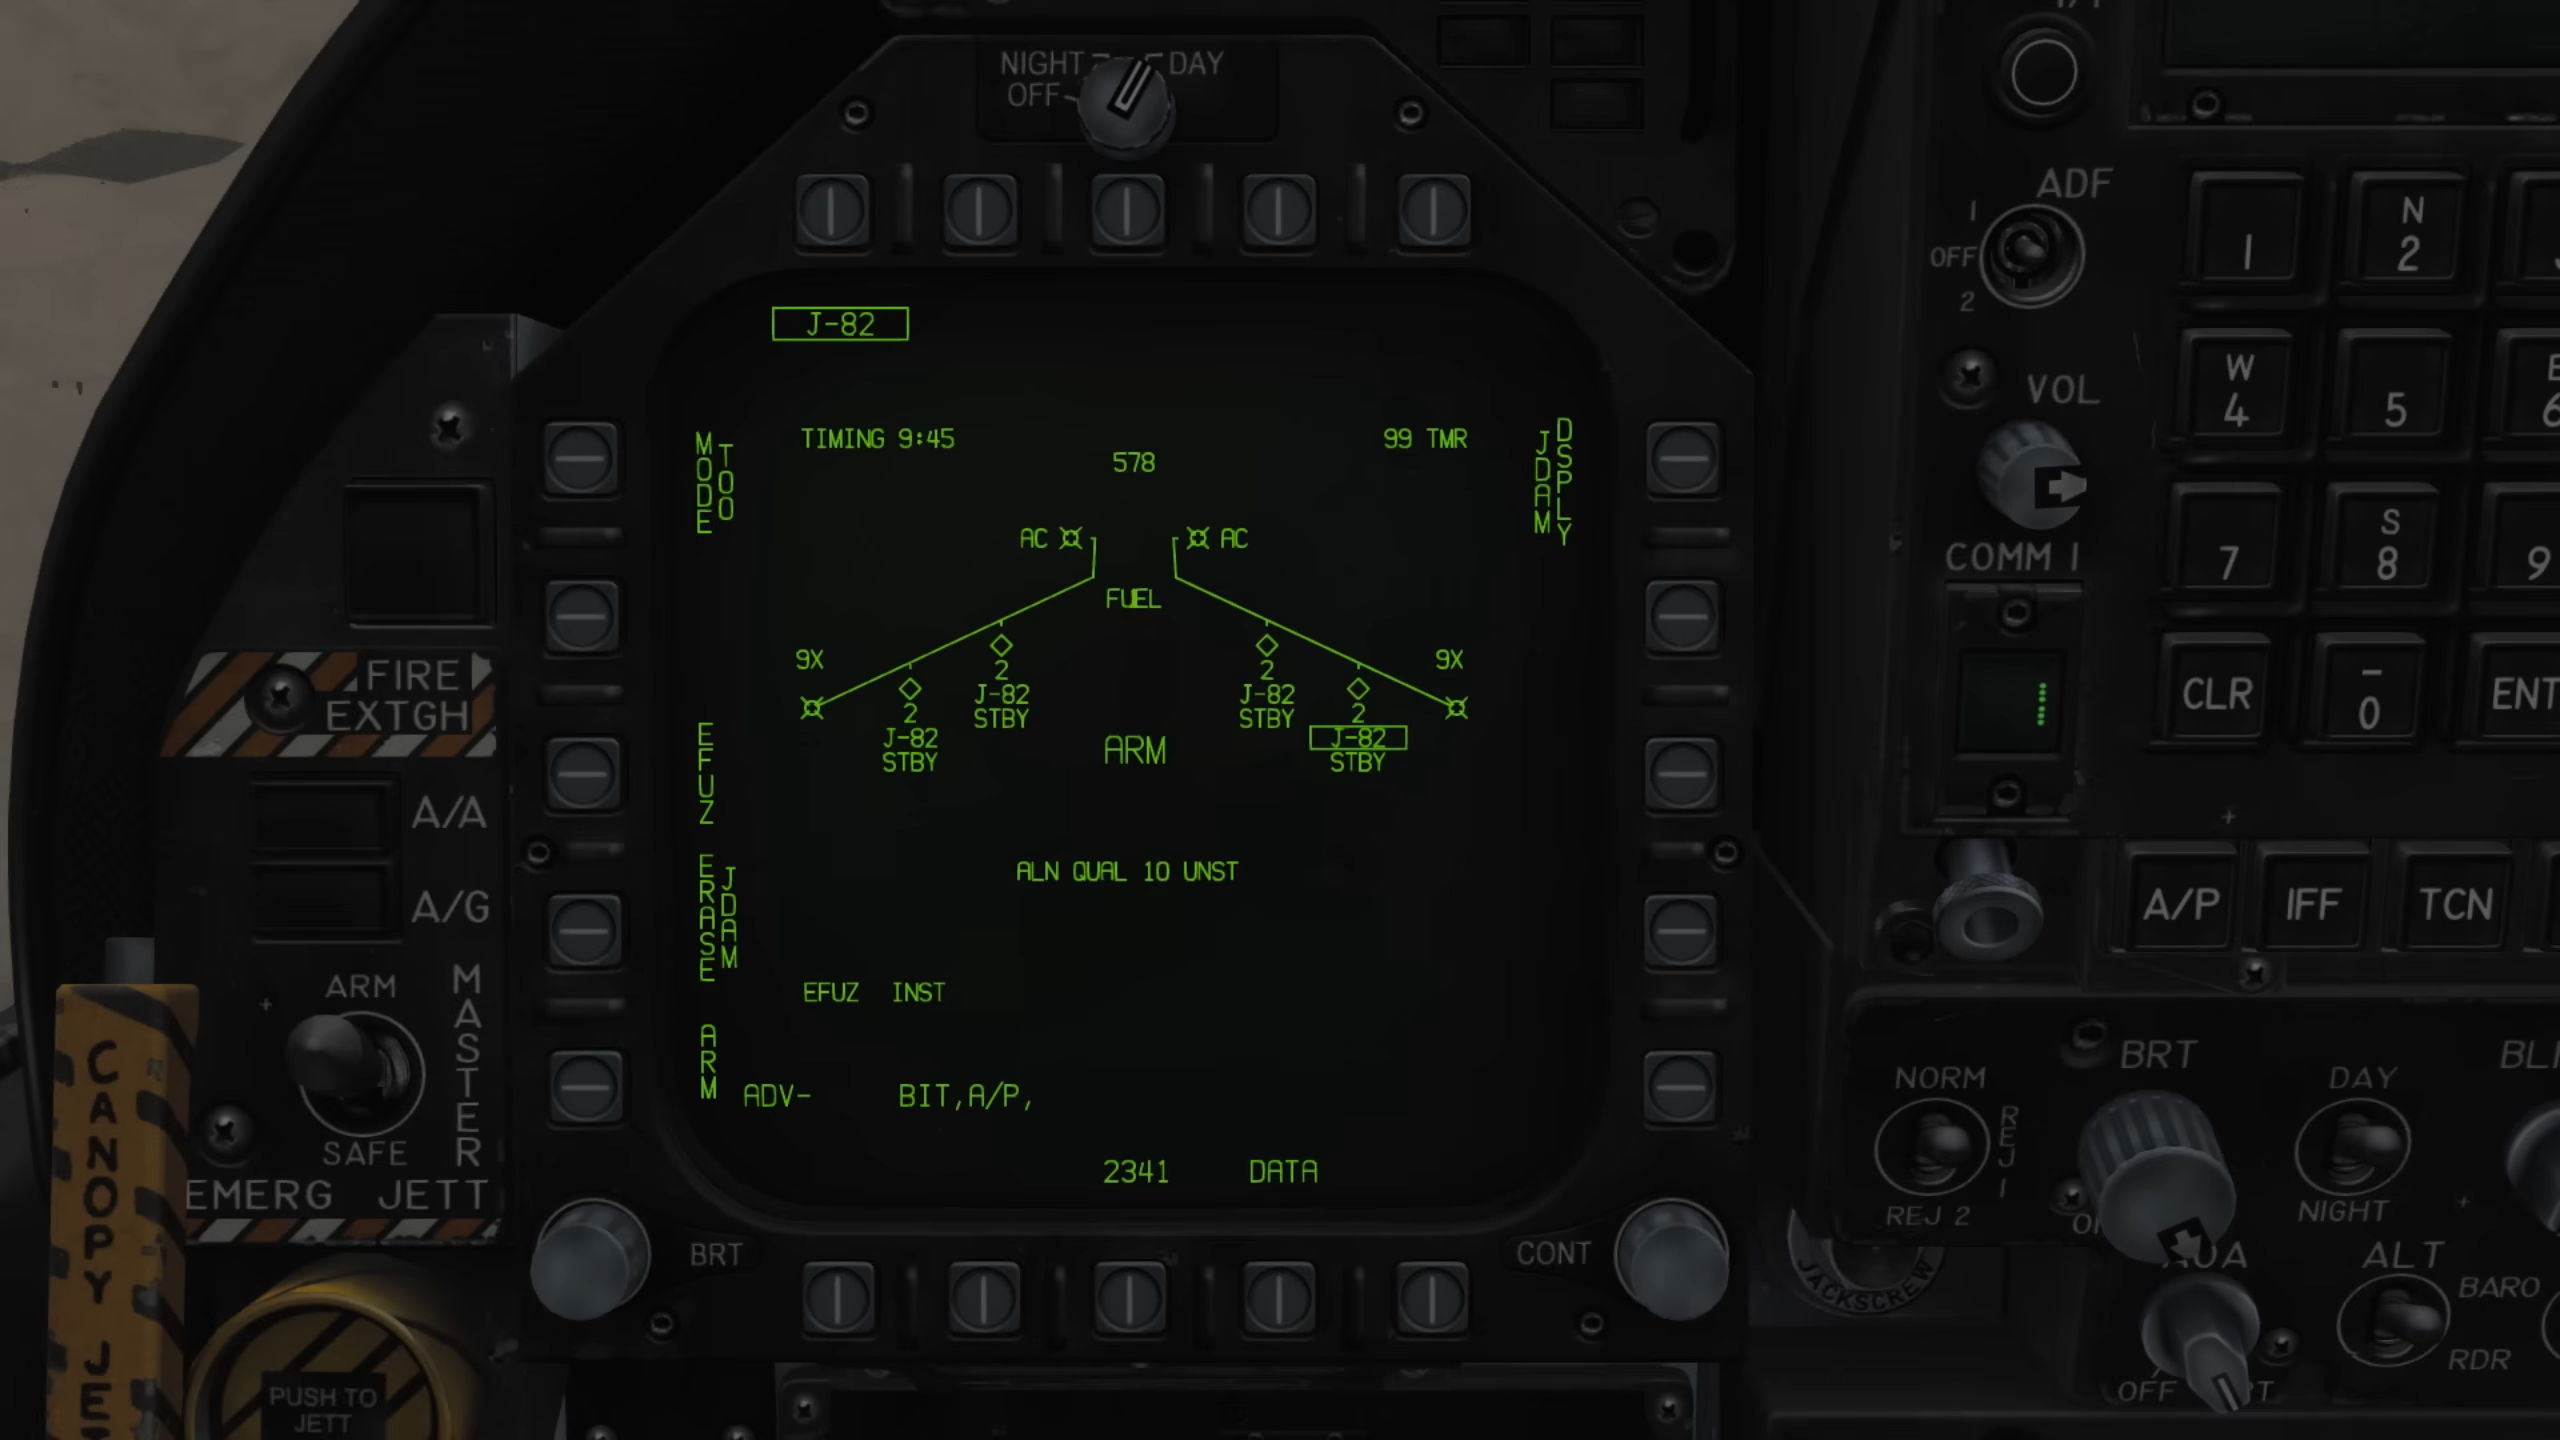 NIGHT DAY
OFF
J-82
TIMING 9:45
99 TMR
578
MODE
TOO
JDAM
DSPLY
AC AC
FUEL
9X 9X
2 2
J-82 J-82
STBY STBY
2 2
J-82 J-82
STBY STBY
ARM
EFUZ
ALN QUAL 10 UNST
ERASE
JDAM
EFUZ INST
ARM
ADV- BIT,A/P,
2341 DATA
BRT
CONT
FIRE
EXTGH
A/A
A/G
ARM
MASTER
SAFE
EMERG JETT
CANOPY
PUSH TO
JETT
ADF
1
OFF
2
VOL
COMM 1
1
N
2
W
4
5
6
7
S
8
9
CLR
-
0
ENT
A/P IFF TCN
NORM
REJ 1
REJ 2
BRT
DAY
NIGHT
JACKSCREW
ALT
BARO
RDR
OFF